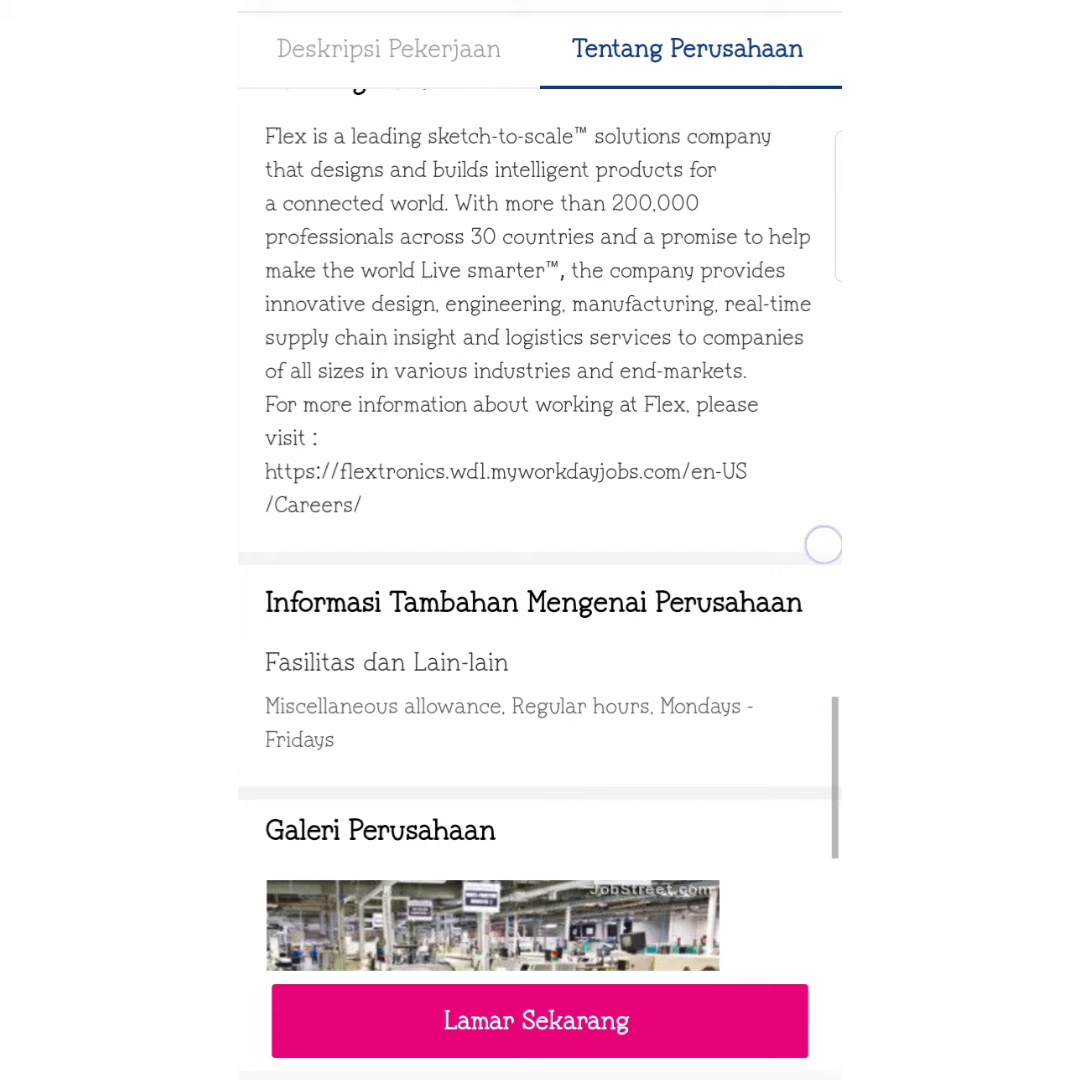 Deskripsi Pekerjaan
Tentang Perusahaan
Flex is a leading sketch-to-scale™ solutions company
that designs and builds intelligent products for
a connected world. With more than 200,000
professionals across 30 countries and a promise to help
make the world Live smarter™, the company provides
innovative design, engineering, manufacturing, real-time
supply chain insight and logistics services to companies
of all sizes in various industries and end-markets.
For more information about working at Flex, please
visit :
https://flextronics.wd1.myworkdayjobs.com/en-US
/Careers/
Informasi Tambahan Mengenai Perusahaan
Fasilitas dan Lain-lain
Miscellaneous allowance, Regular hours, Mondays -
Fridays
Galeri Perusahaan
JobStreet.com
Lamar Sekarang